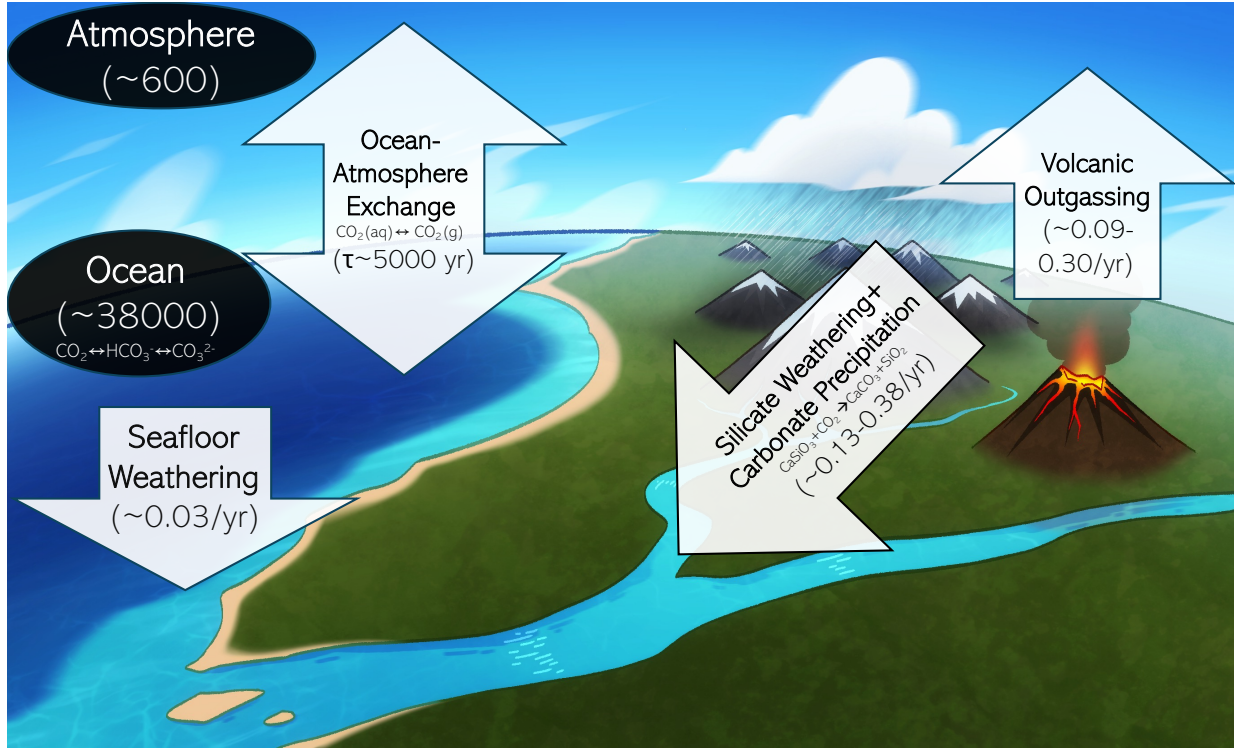 Atmosphere
(~600)
Ocean-
Atmosphere
Exchange
CO₂(aq)↔ CO₂(g)
(τ~5000 yr)
Volcanic
Outgassing
(~0.09-
0.30/yr)
Ocean
(~38000)
CO₂↔HCO₃⁻↔CO₃²⁻
Silicate Weathering+
Carbonate Precipitation
CaSiO₃+CO₂ →CaCO₃+SiO₂
(~0.13-0.38/yr)
Seafloor
Weathering
(~0.03/yr)